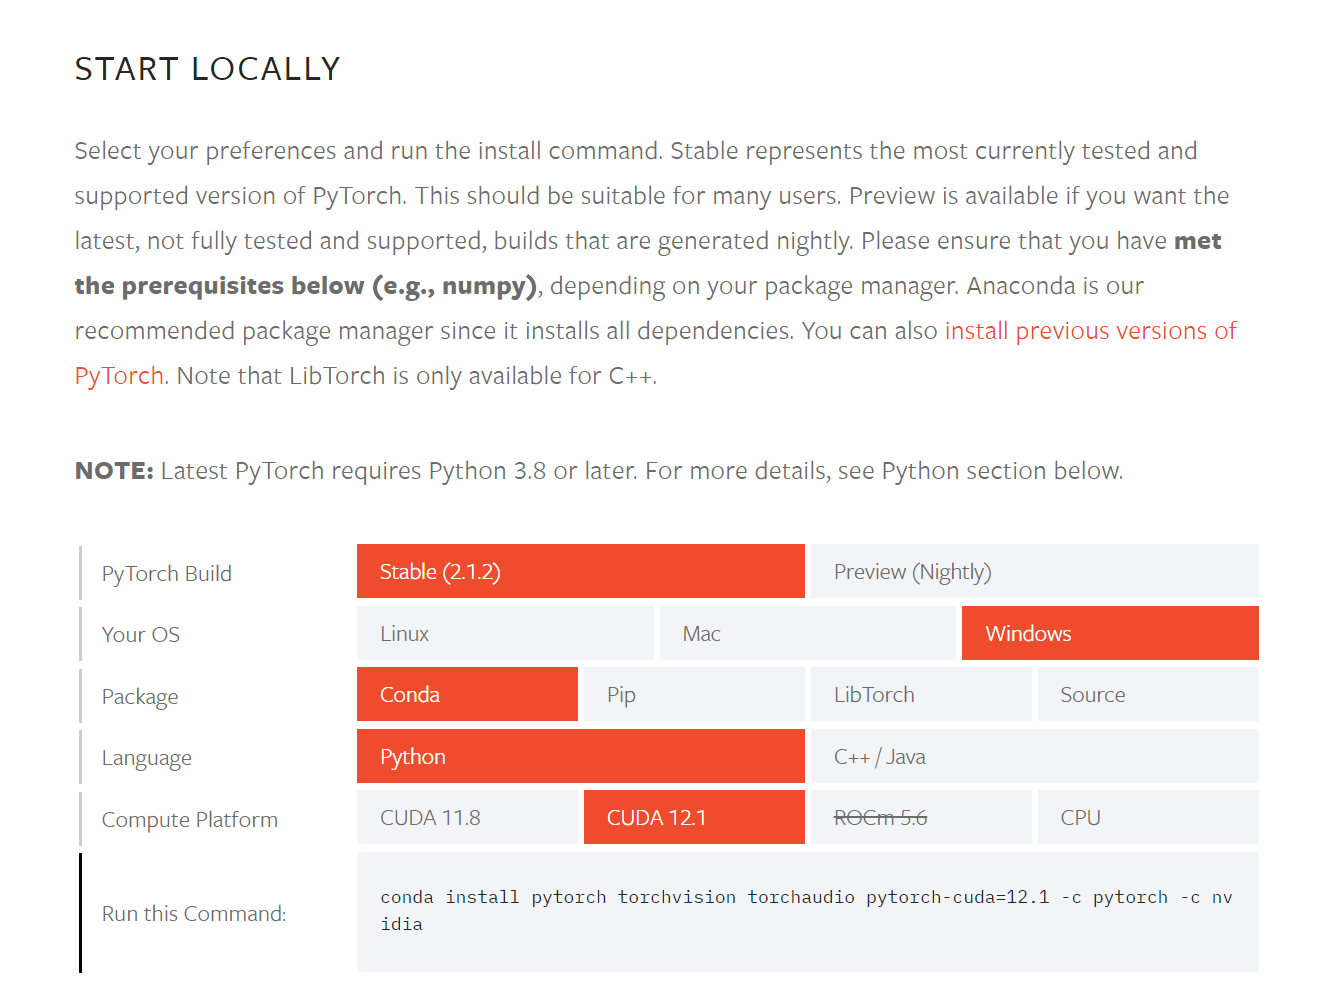 START LOCALLY
Select your preferences and run the install command. Stable represents the most currently tested and
supported version of PyTorch. This should be suitable for many users. Preview is available if you want the
latest, not fully tested and supported, builds that are generated nightly. Please ensure that you have met
the prerequisites below (e.g., numpy), depending on your package manager. Anaconda is our
recommended package manager since it installs all dependencies. You can also install previous versions of
PyTorch. Note that LibTorch is only available for C++.
NOTE: Latest PyTorch requires Python 3.8 or later. For more details, see Python section below.
PyTorch Build Stable (2.1.2) Preview (Nightly)
Your OS Linux Mac Windows
Package Conda Pip LibTorch Source
Language Python C++ / Java
Compute Platform CUDA 11.8 CUDA 12.1 ROCm 5.6 CPU
Run this Command: conda install pytorch torchvision torchaudio pytorch-cuda=12.1 -c pytorch -c nv
idia